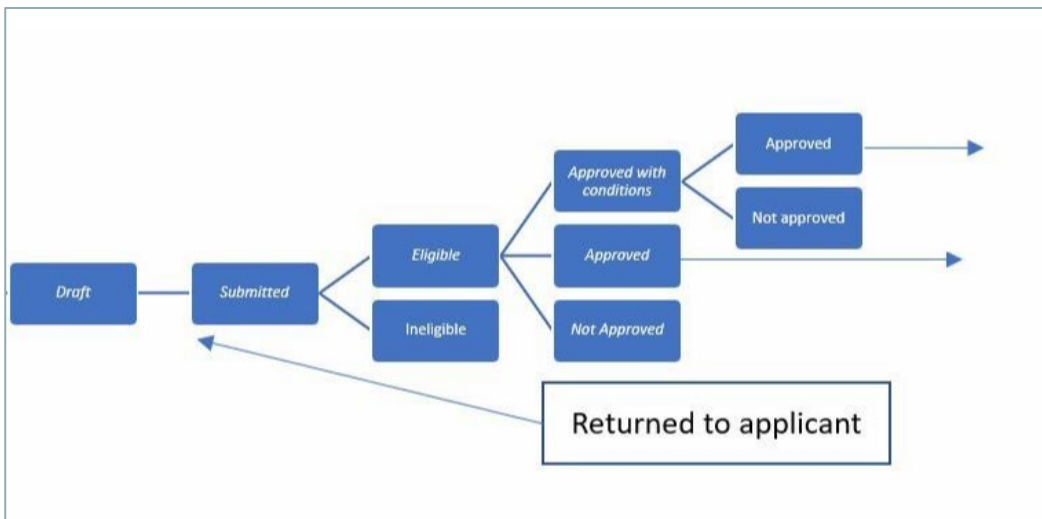 Draft
Submitted
Eligible
Ineligible
Approved with
conditions
Approved
Not Approved
Approved
Not approved
Returned to applicant